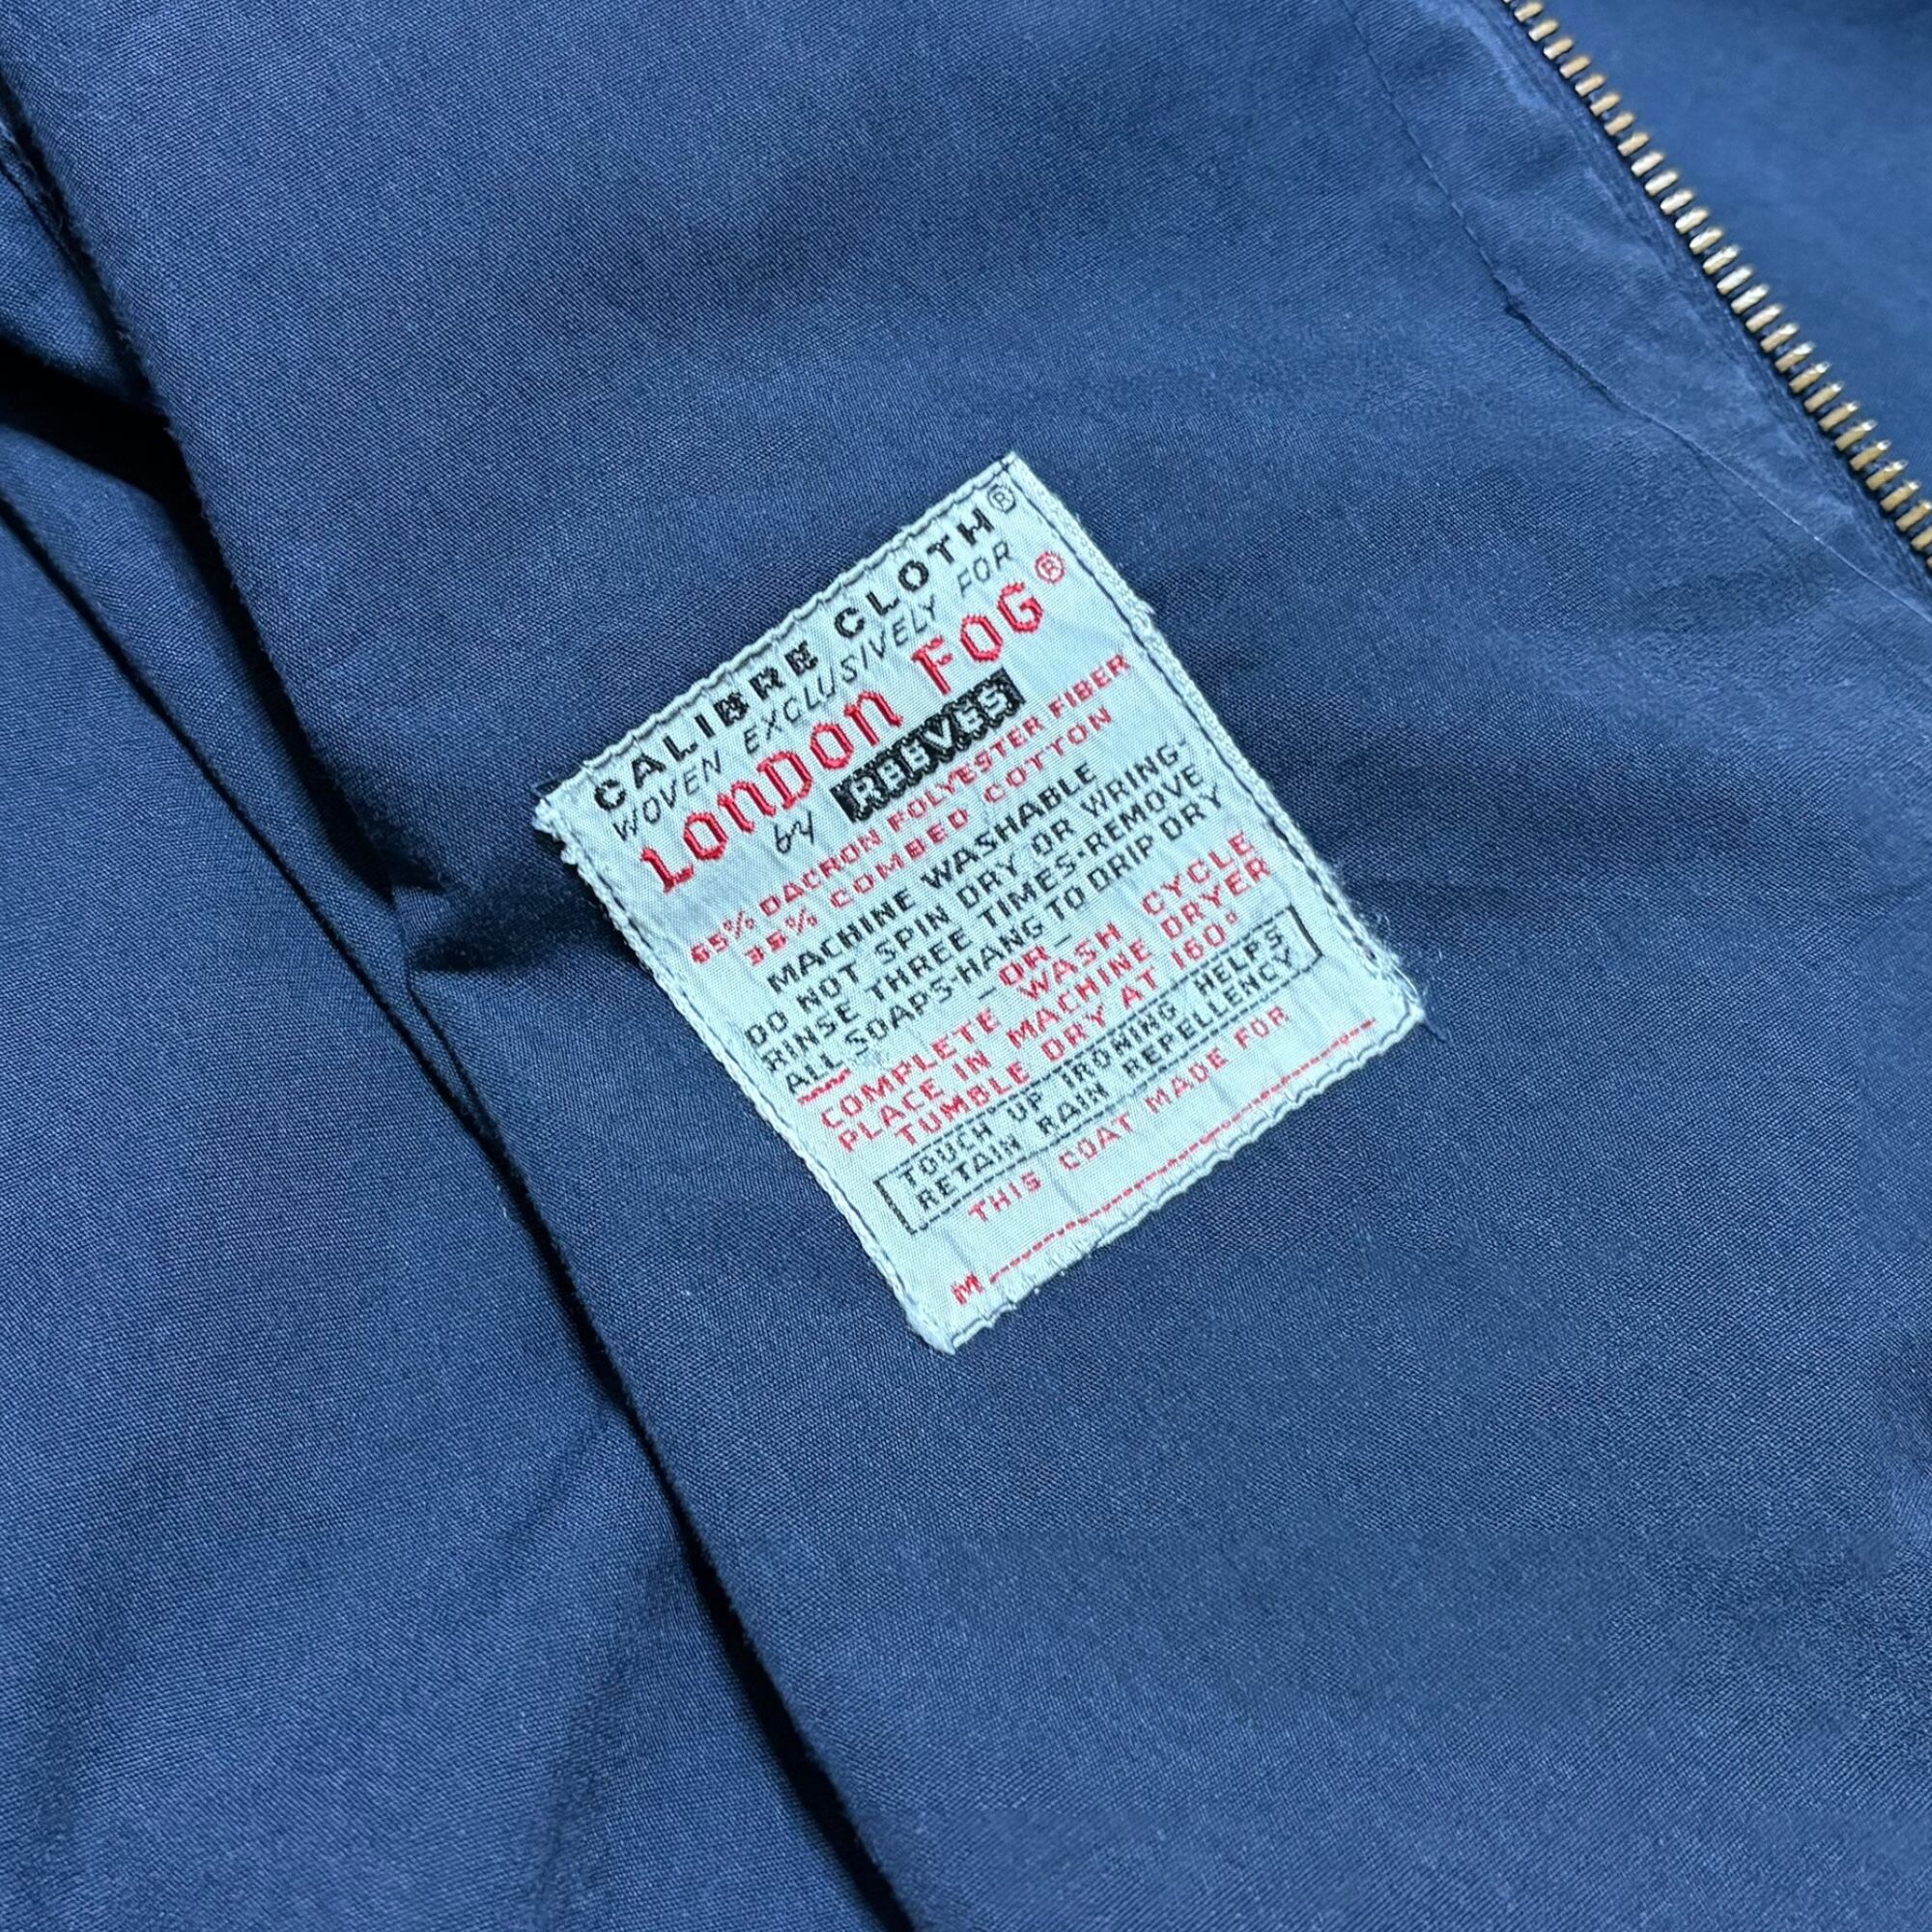 CALIBRE CLOTH®
WOVEN EXCLUSIVELY FOR
LONDON FOG®
by REEVES
65% DACRON POLYESTER FIBER
35% COMBED COTTON
MACHINE WASHABLE
DO NOT SPIN DRY OR WRING-
RINSE THREE TIMES-REMOVE
ALL SOAPS-HANG TO DRIP DRY
—OR—
COMPLETE WASH CYCLE
PLACE IN MACHINE DRYER
TUMBLE DRY AT 160°
TOUCH UP IRONING HELPS
RETAIN RAIN REPELLENCY
THIS COAT MADE FOR
M